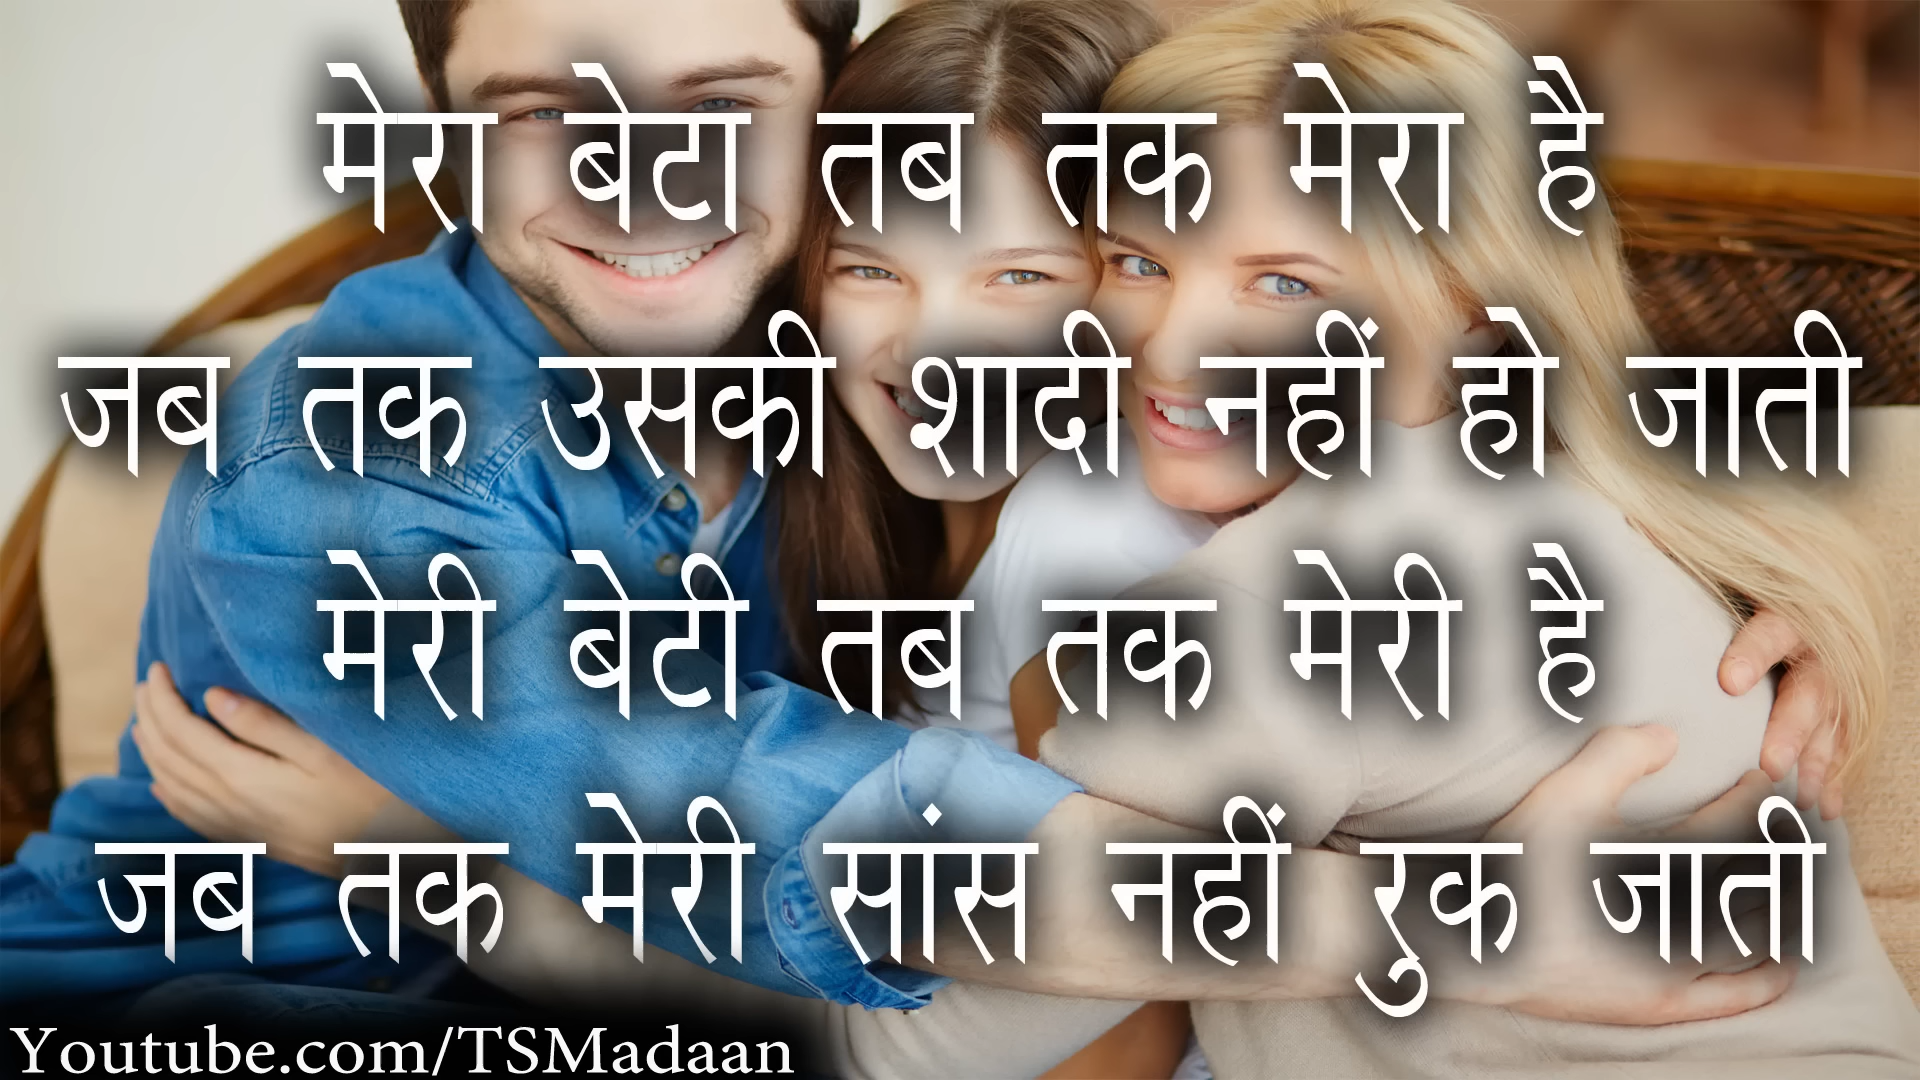 मेरा बेटा तब तक मेरा है
जब तक उसकी शादी नहीं हो जाती
मेरी बेटी तब तक मेरी है
जब तक मेरी सांस नहीं रुक जाती
Youtube.com/TSMadaan